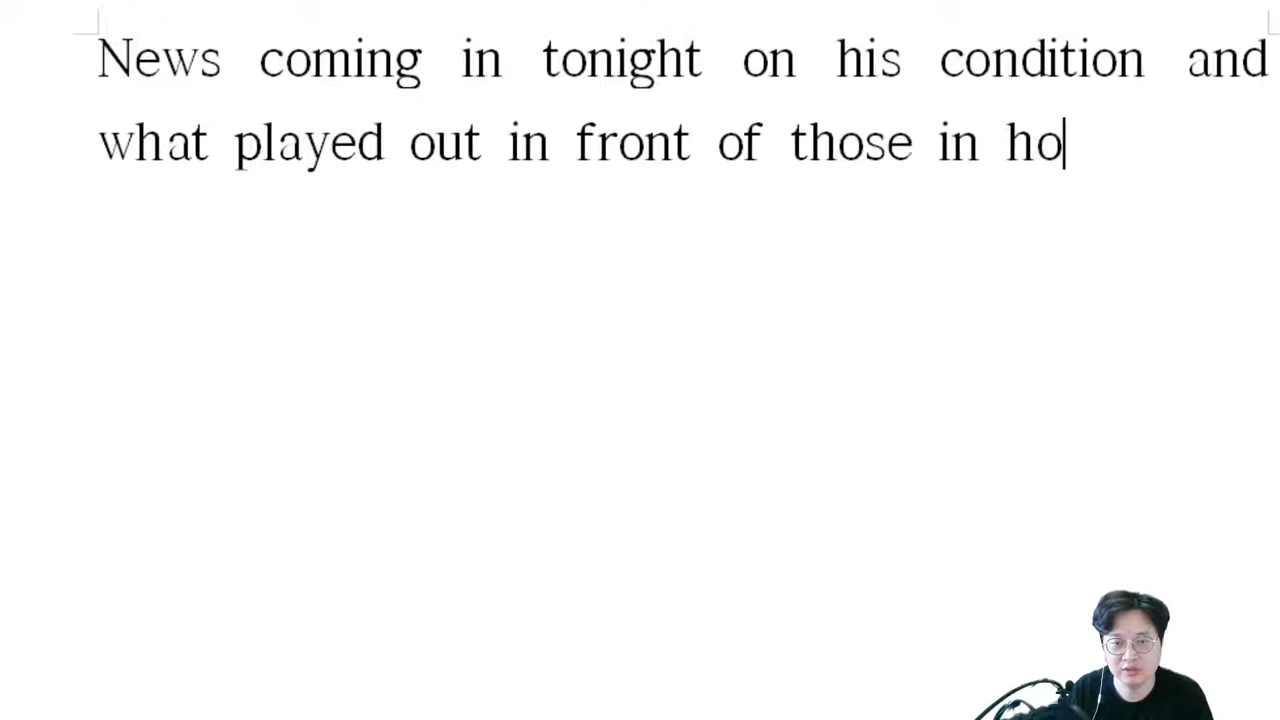 News coming in tonight on his condition and
what played out in front of those in ho